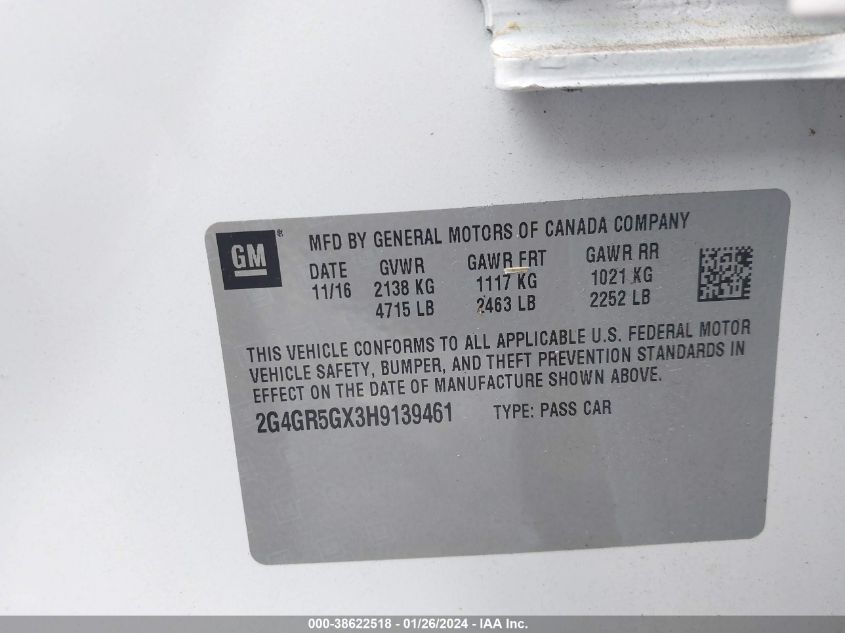 GM®
MFD BY GENERAL MOTORS OF CANADA COMPANY
DATE GVWR GAWR FRT GAWR RR
11/16 2138 KG 1117 KG 1021 KG
4715 LB 2463 LB 2252 LB
THIS VEHICLE CONFORMS TO ALL APPLICABLE U.S. FEDERAL MOTOR
VEHICLE SAFETY, BUMPER, AND THEFT PREVENTION STANDARDS IN
EFFECT ON THE DATE OF MANUFACTURE SHOWN ABOVE.
2G4GR5GX3H9139461 TYPE: PASS CAR
000-38622518 - 01/26/2024 - IAA Inc.